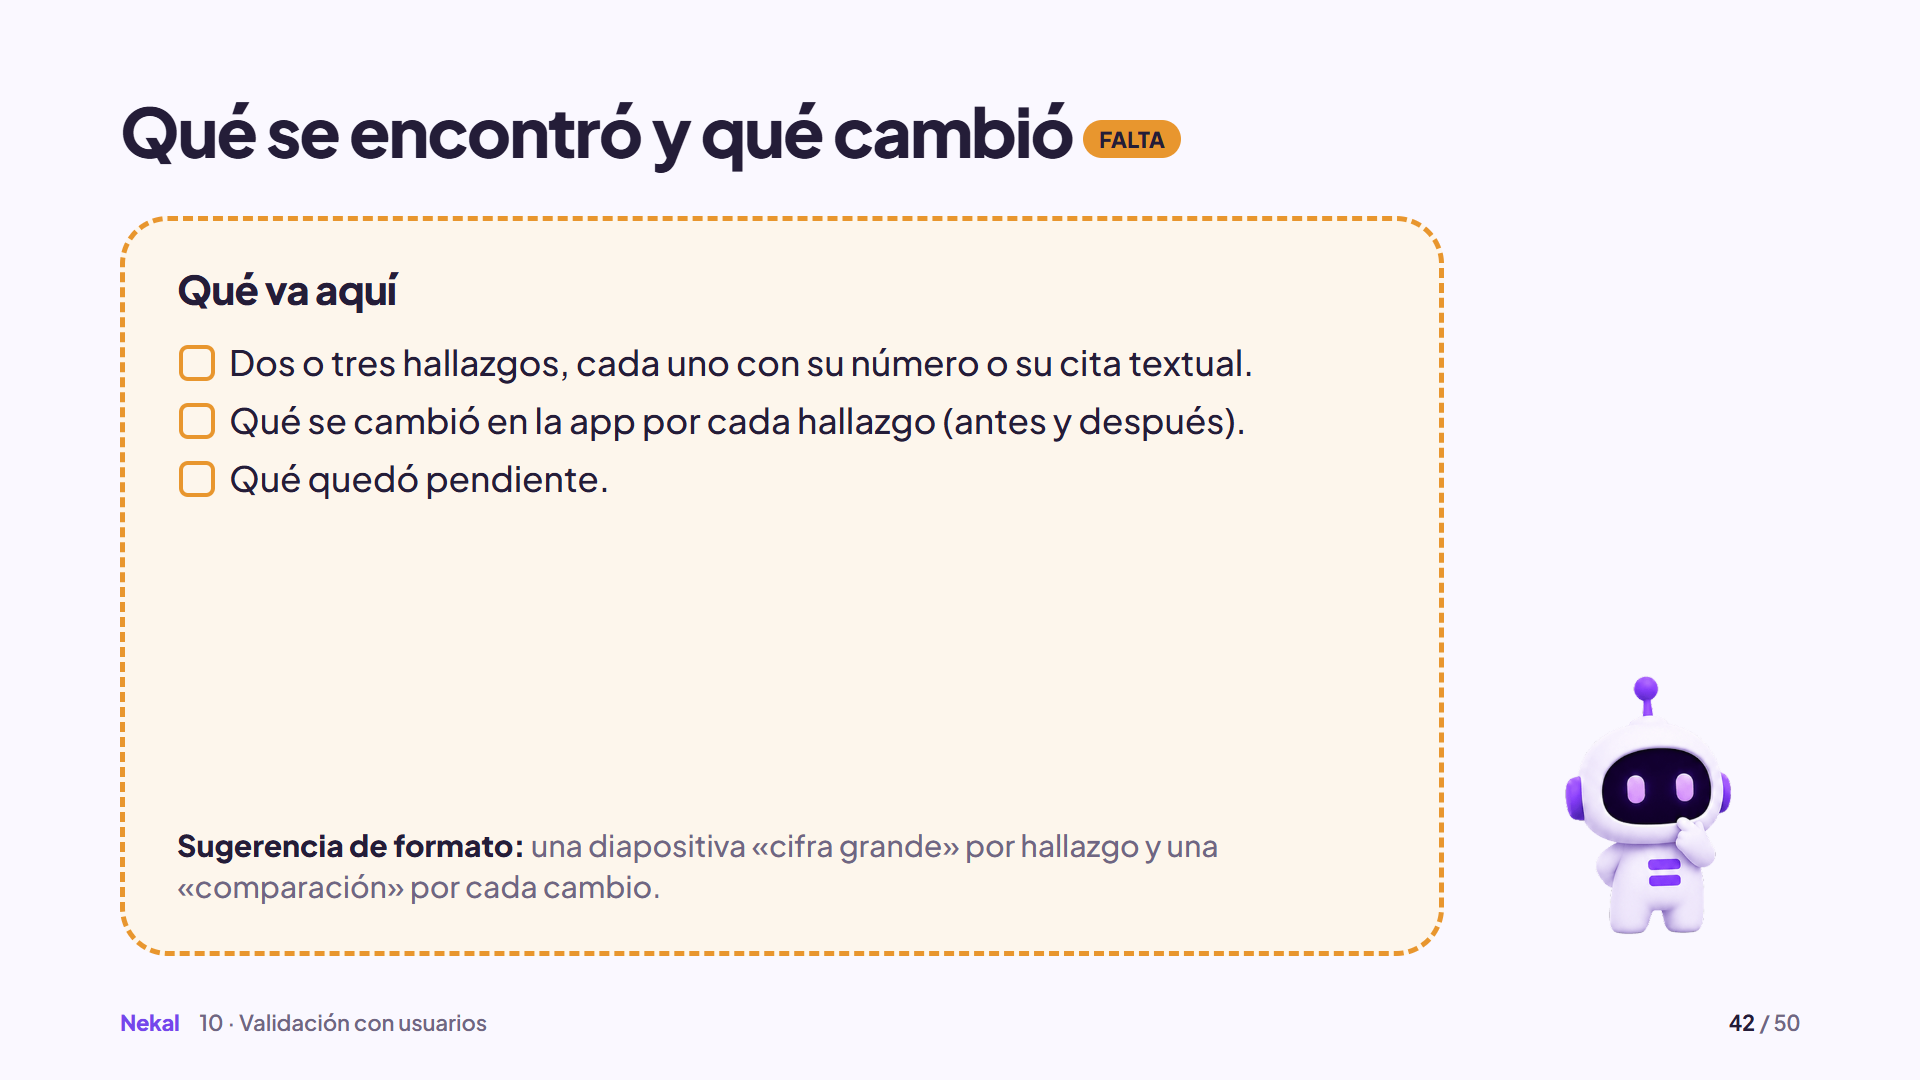 Qué se encontró y qué cambió FALTA
Qué va aquí
Dos o tres hallazgos, cada uno con su número o su cita textual.
Qué se cambió en la app por cada hallazgo (antes y después).
Qué quedó pendiente.
Sugerencia de formato: una diapositiva «cifra grande» por hallazgo y una
«comparación» por cada cambio.
Nekal 10 · Validación con usuarios
42 / 50